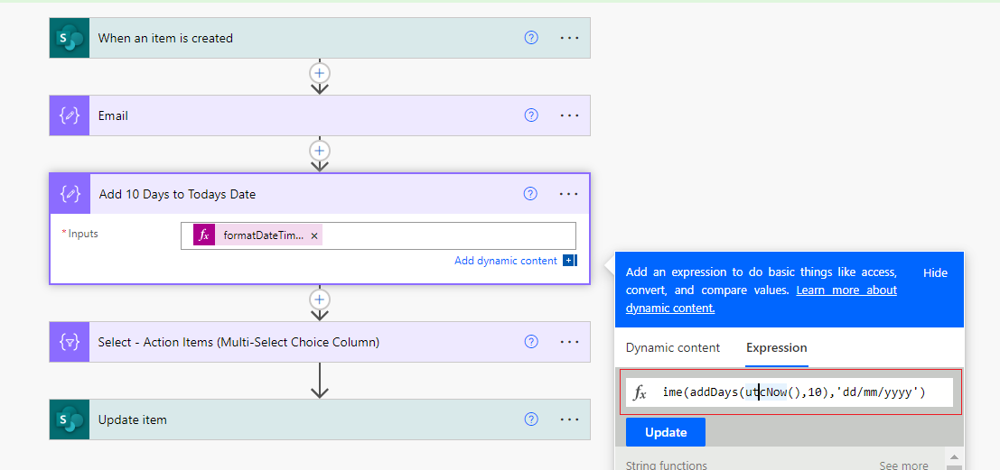 S When an item is created
Email
Add 10 Days to Todays Date
* Inputs
fx formatDateTim... ×
Add dynamic content
Select - Action Items (Multi-Select Choice Column)
S Update item
Add an expression to do basic things like access,
convert, and compare values. Learn more about
dynamic content.
Hide
Dynamic content Expression
fx ime(addDays(utcNow(),10),'dd/mm/yyyy')
Update
String functions See more